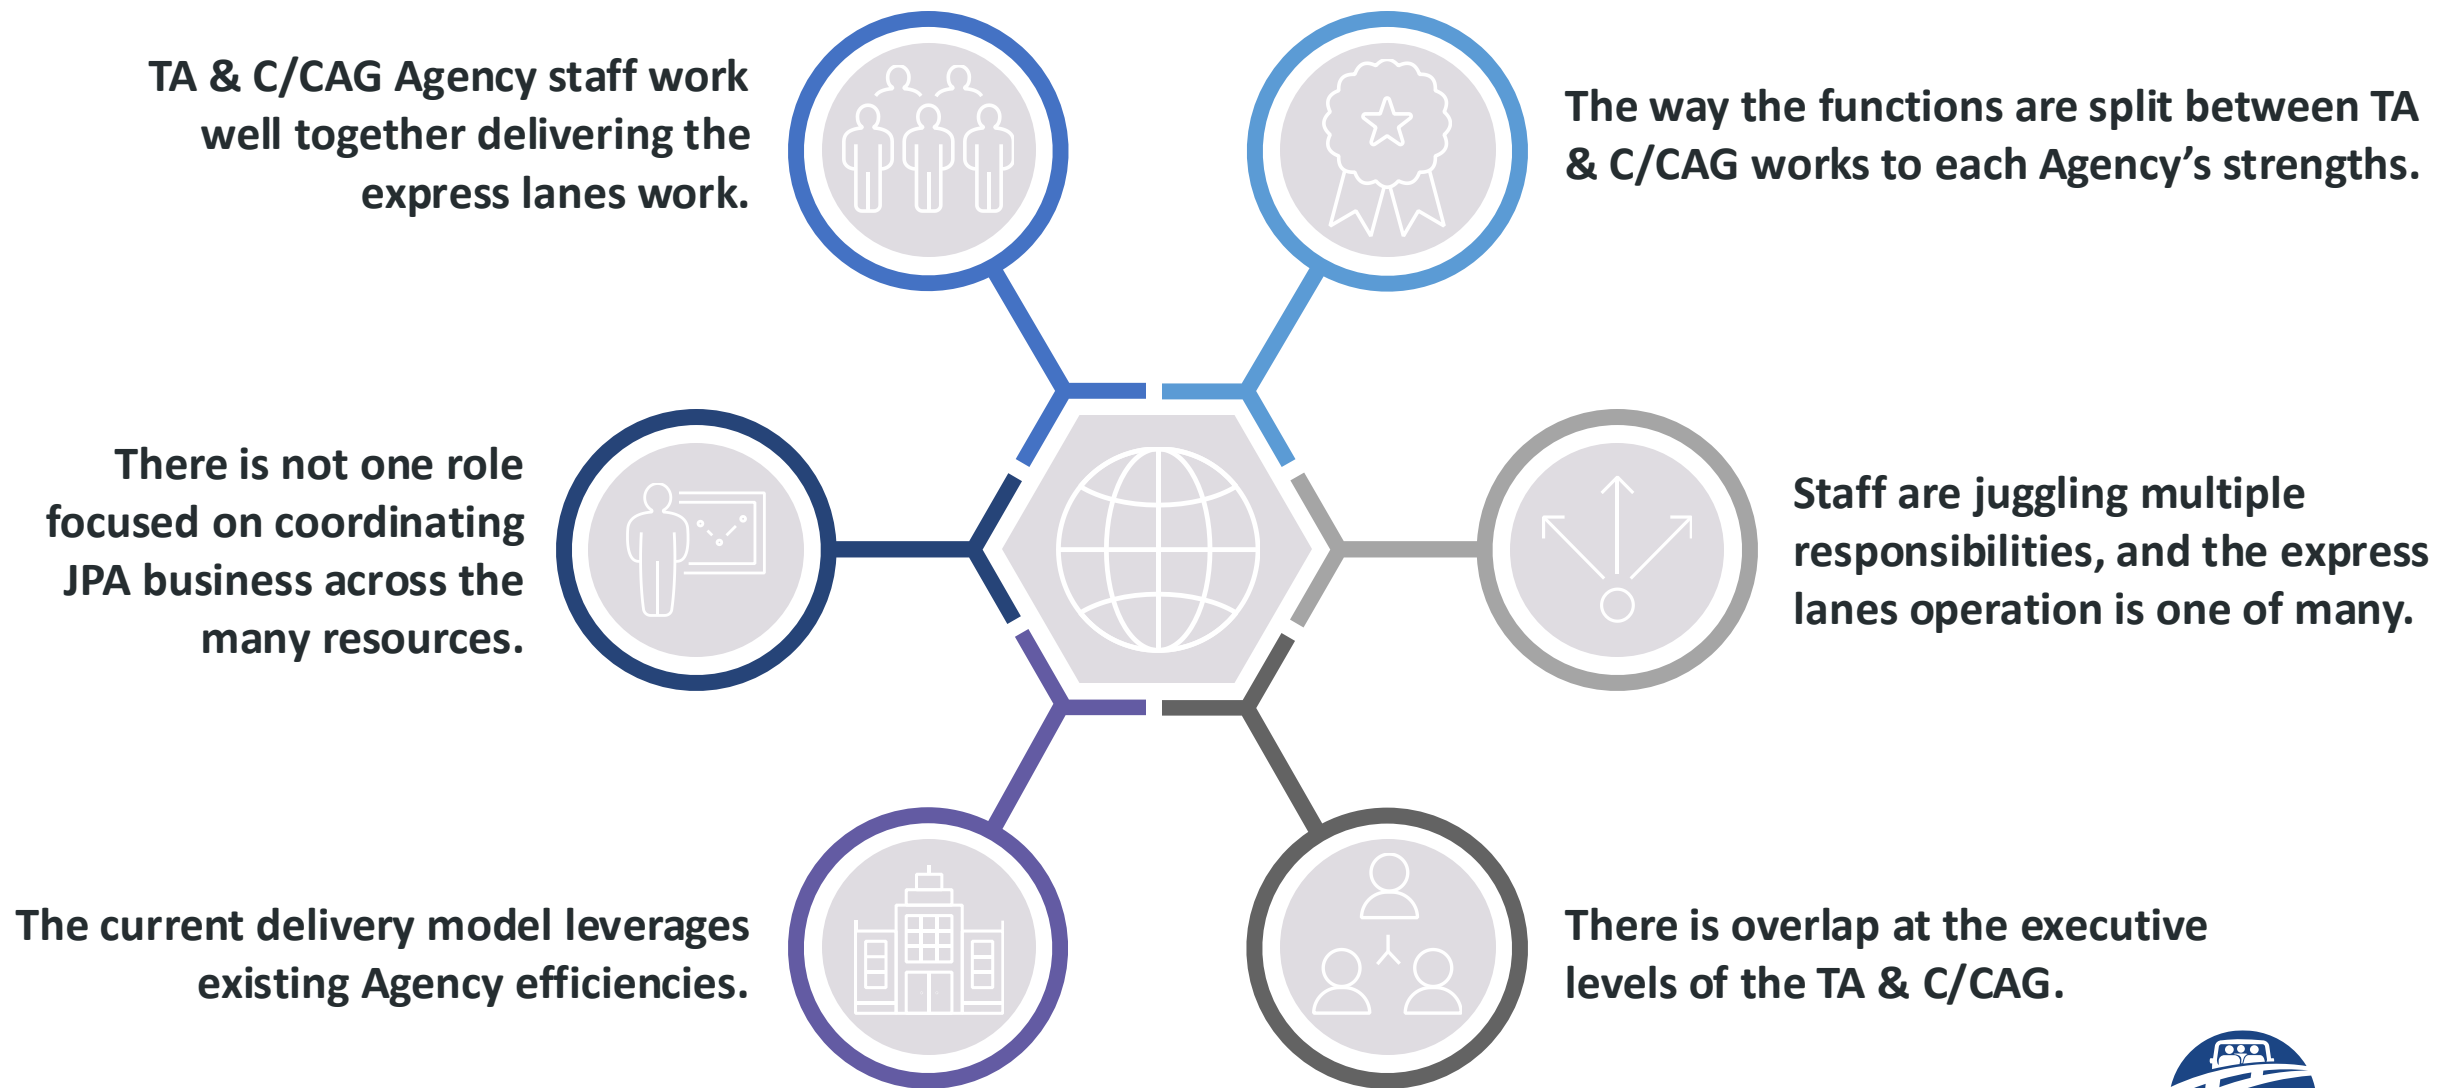 TA & C/CAG Agency staff work
well together delivering the
express lanes work.
The way the functions are split between TA
& C/CAG works to each Agency’s strengths.
There is not one role
focused on coordinating
JPA business across the
many resources.
Staff are juggling multiple
responsibilities, and the express
lanes operation is one of many.
The current delivery model leverages
existing Agency efficiencies.
There is overlap at the executive
levels of the TA & C/CAG.